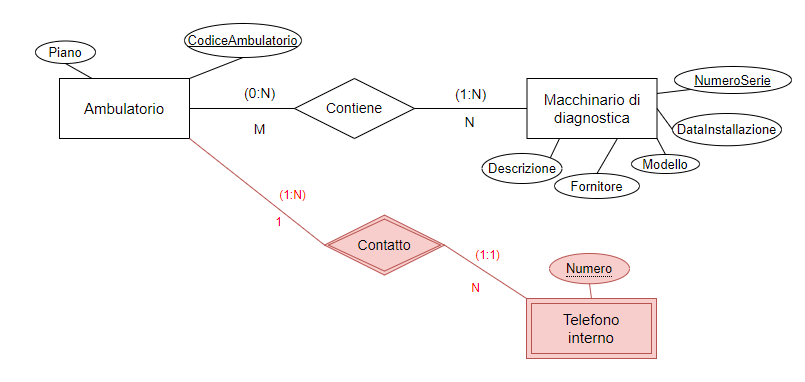 Piano
CodiceAmbulatorio
Ambulatorio
(0:N)
M
Contiene
(1:N)
N
Macchinario di
diagnostica
NumeroSerie
DataInstallazione
Modello
Fornitore
Descrizione
(1:N)
1
Contatto
(1:1)
N
Numero
Telefono
interno